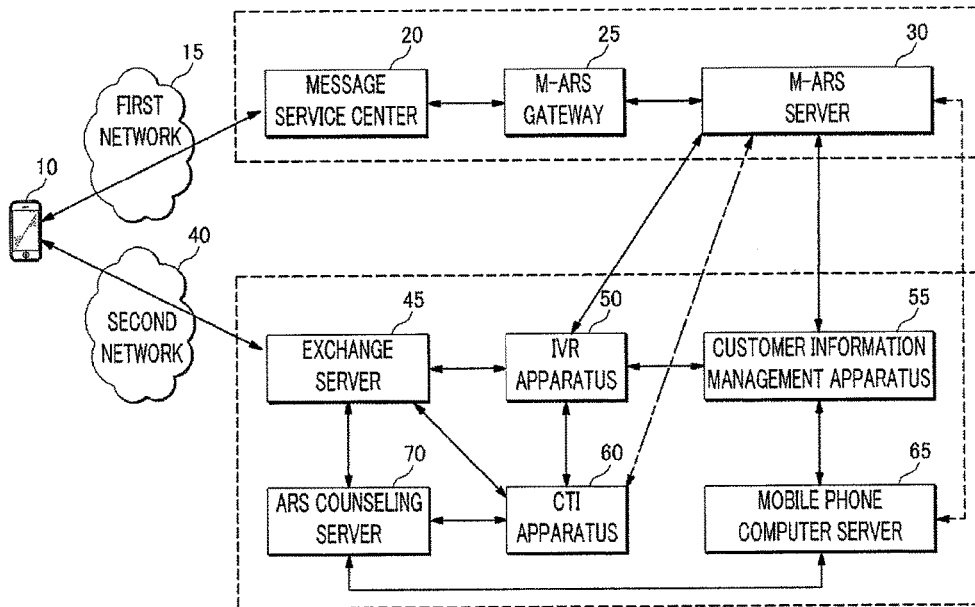 15
FIRST
NETWORK
10
20
MESSAGE
SERVICE CENTER
25
M-ARS
GATEWAY
30
M-ARS
SERVER
40
SECOND
NETWORK
45
EXCHANGE
SERVER
50
IVR
APPARATUS
55
CUSTOMER INFORMATION
MANAGEMENT APPARATUS
70
ARS COUNSELING
SERVER
60
CTI
APPARATUS
65
MOBILE PHONE
COMPUTER SERVER